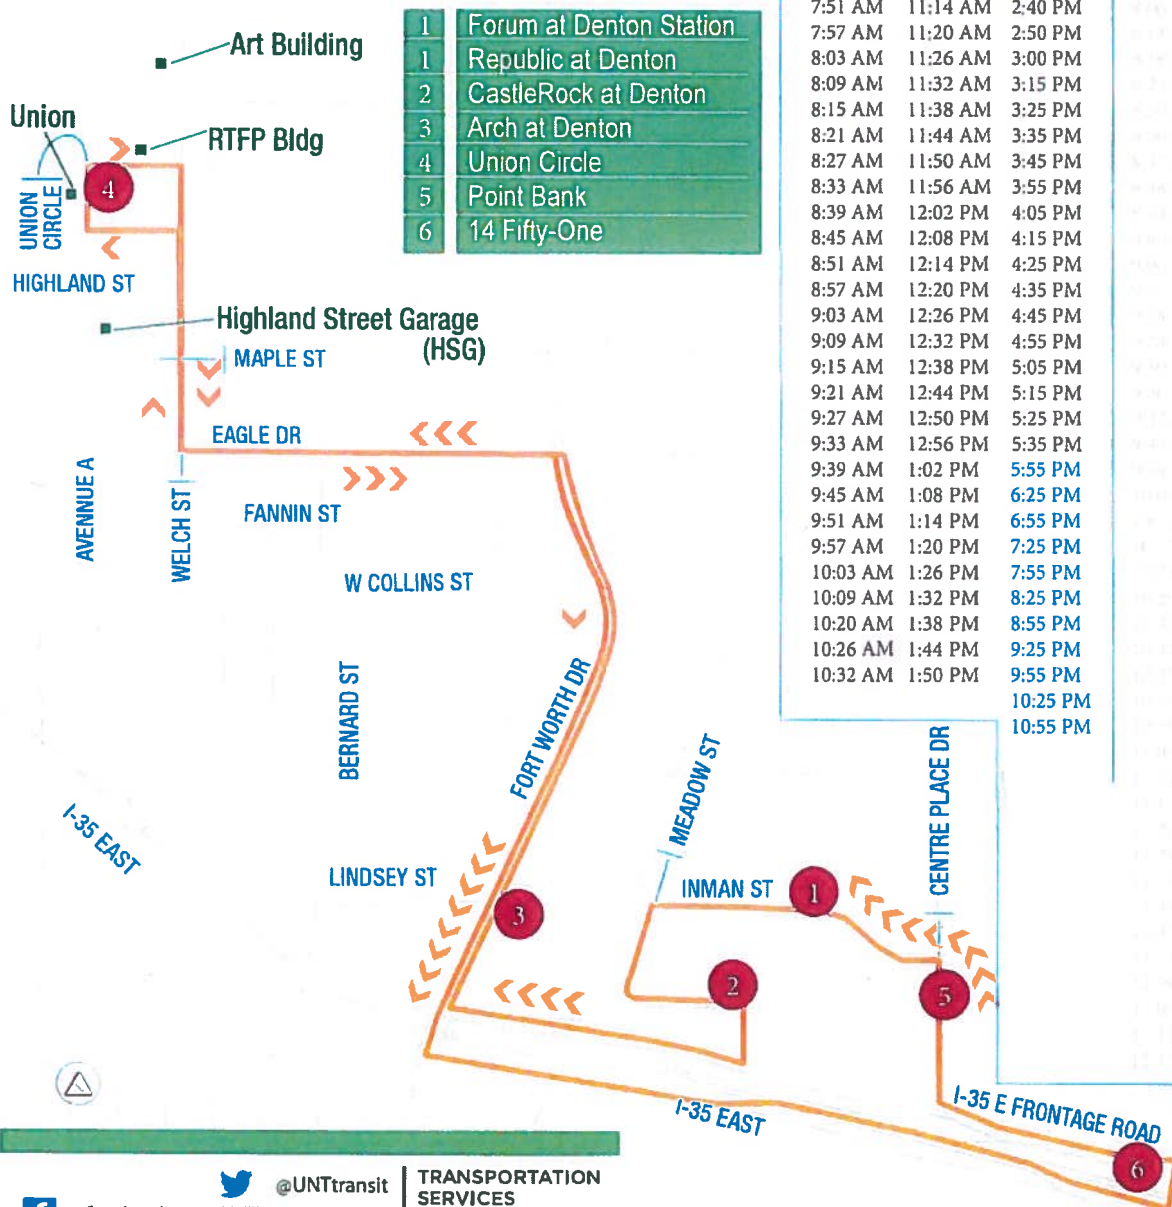 Art Building
Union
RTFP Bldg
4
UNION
CIRCLE
HIGHLAND ST
Highland Street Garage
(HSG)
MAPLE ST
EAGLE DR
AVENNUE A
WELCH ST
FANNIN ST
W COLLINS ST
BERNARD ST
FORT WORTH DR
I-35 EAST
LINDSEY ST
MEADOW ST
CENTRE PLACE DR
INMAN ST
1
3
2
5
I-35 EAST
I-35 E FRONTAGE ROAD
6
1 Forum at Denton Station
1 Republic at Denton
2 CastleRock at Denton
3 Arch at Denton
4 Union Circle
5 Point Bank
6 14 Fifty-One
7:51 AM 11:14 AM 2:40 PM
7:57 AM 11:20 AM 2:50 PM
8:03 AM 11:26 AM 3:00 PM
8:09 AM 11:32 AM 3:15 PM
8:15 AM 11:38 AM 3:25 PM
8:21 AM 11:44 AM 3:35 PM
8:27 AM 11:50 AM 3:45 PM
8:33 AM 11:56 AM 3:55 PM
8:39 AM 12:02 PM 4:05 PM
8:45 AM 12:08 PM 4:15 PM
8:51 AM 12:14 PM 4:25 PM
8:57 AM 12:20 PM 4:35 PM
9:03 AM 12:26 PM 4:45 PM
9:09 AM 12:32 PM 4:55 PM
9:15 AM 12:38 PM 5:05 PM
9:21 AM 12:44 PM 5:15 PM
9:27 AM 12:50 PM 5:25 PM
9:33 AM 12:56 PM 5:35 PM
9:39 AM 1:02 PM 5:55 PM
9:45 AM 1:08 PM 6:25 PM
9:51 AM 1:14 PM 6:55 PM
9:57 AM 1:20 PM 7:25 PM
10:03 AM 1:26 PM 7:55 PM
10:09 AM 1:32 PM 8:25 PM
10:20 AM 1:38 PM 8:55 PM
10:26 AM 1:44 PM 9:25 PM
10:32 AM 1:50 PM 9:55 PM
10:25 PM
10:55 PM
@UNTtransit
TRANSPORTATION
SERVICES